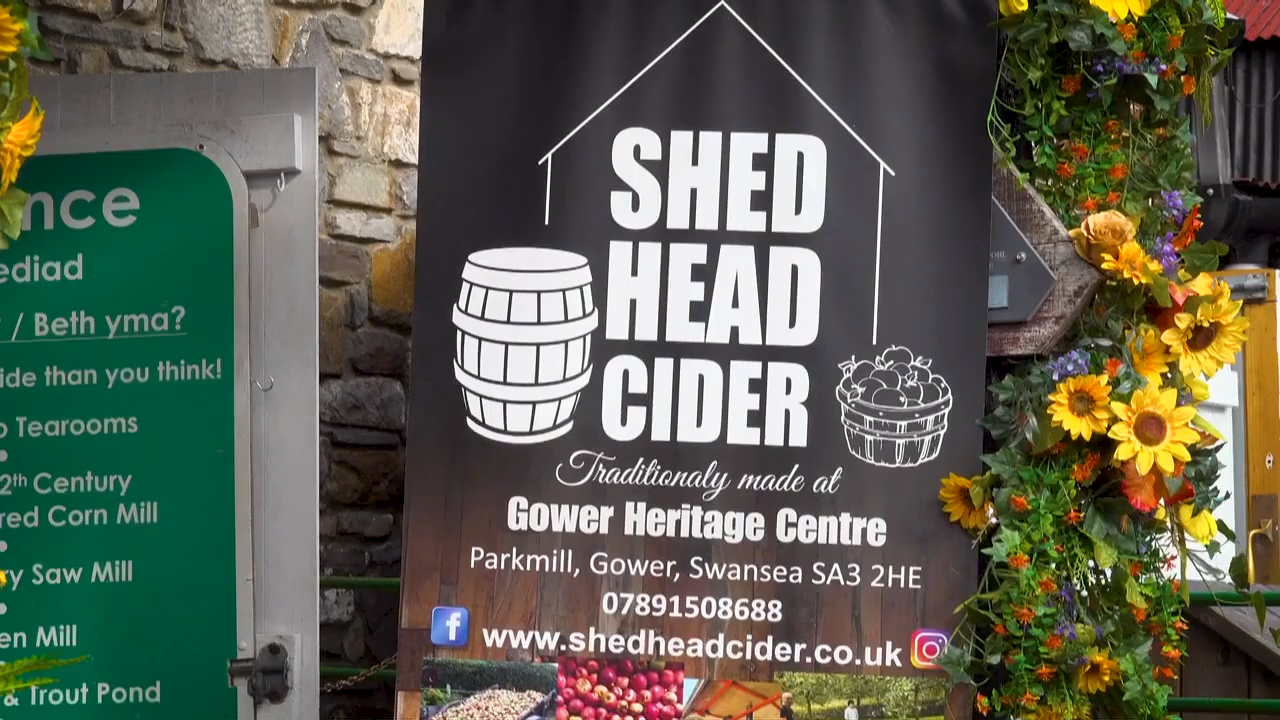 nce
ediad
/ Beth yma?
ide than you think!
o Tearooms
2th Century
red Corn Mill
ry Saw Mill
en Mill
& Trout Pond
SHED
HEAD
CIDER
Traditionaly made at
Gower Heritage Centre
Parkmill, Gower, Swansea SA3 2HE
07891508688
f
www.shedheadcider.co.uk